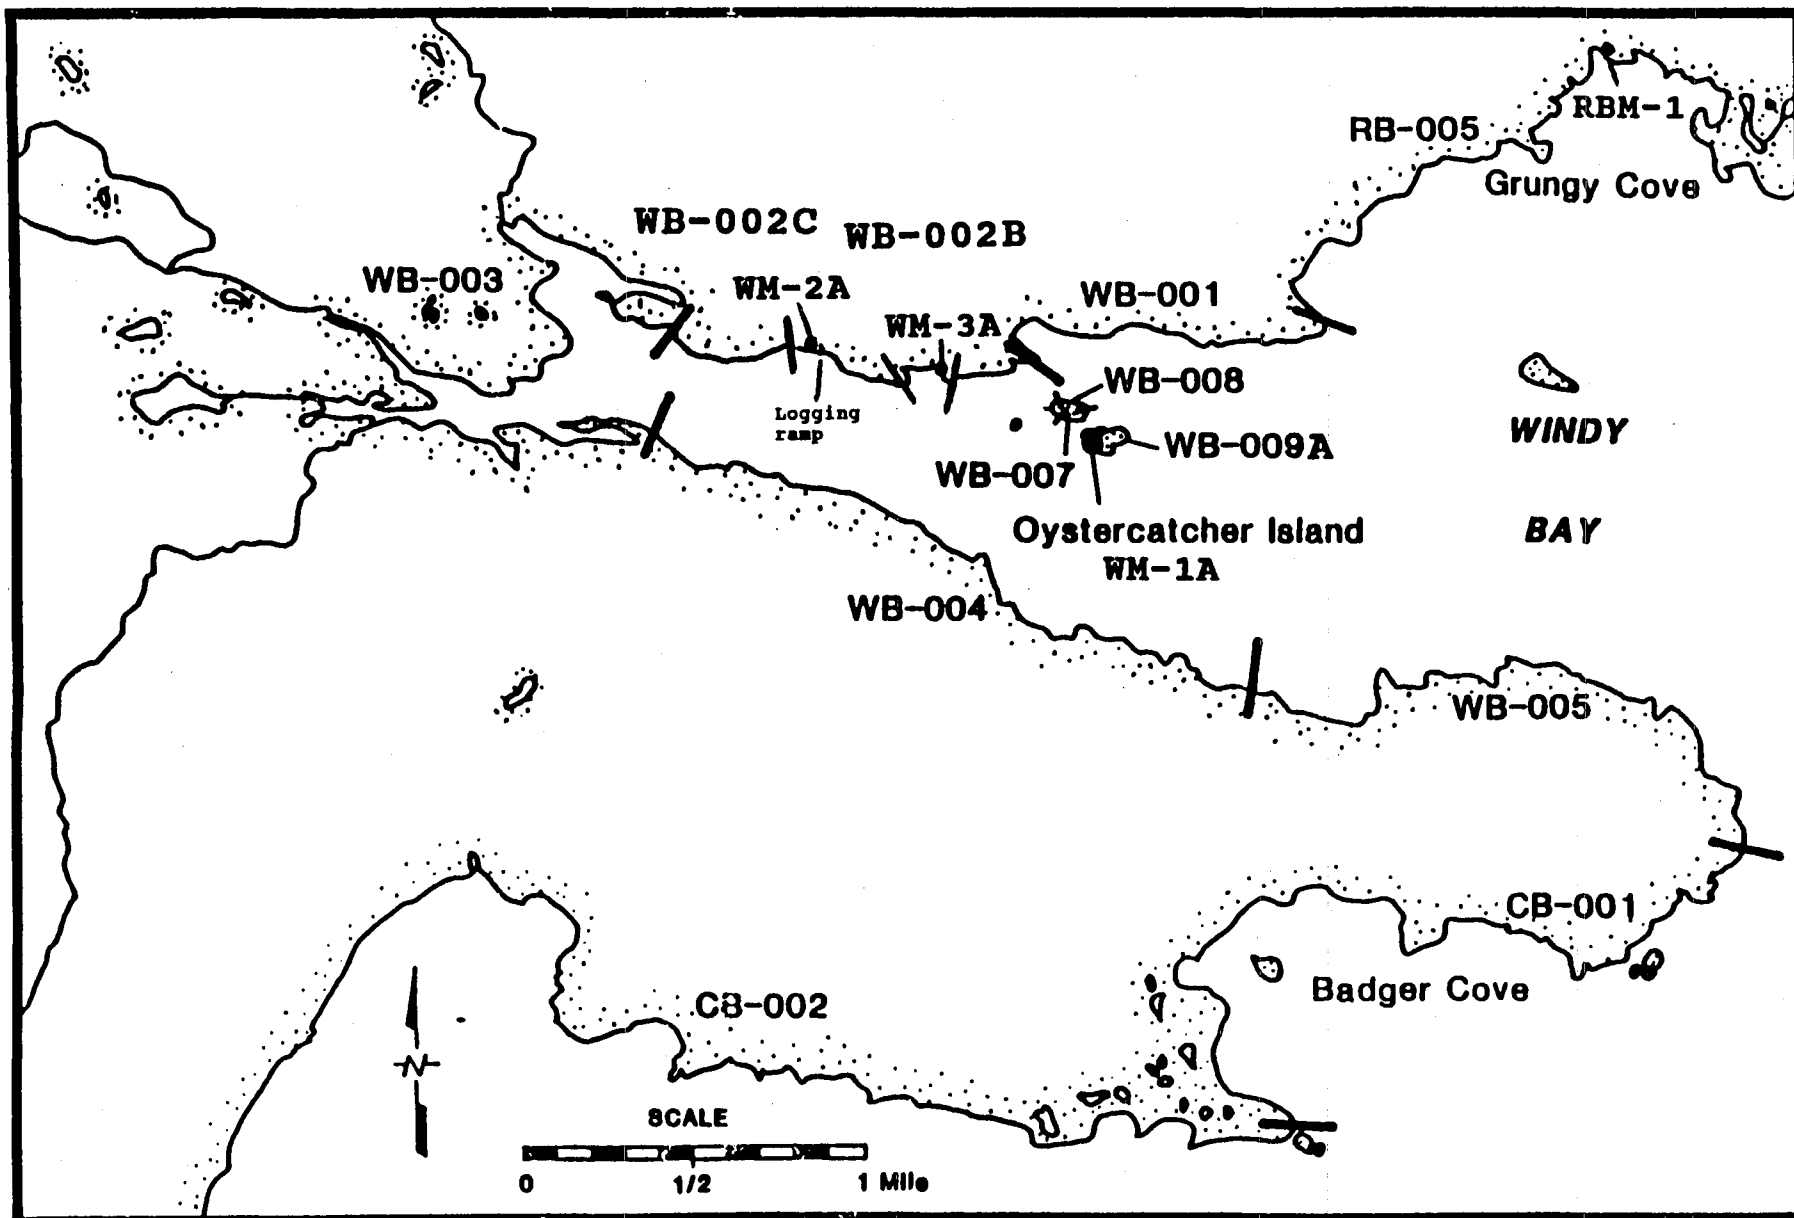 RBM-1
RB-005
Grungy Cove
WB-002C
WB-002B
WB-003
WM-2A
WB-001
WM-3A
WB-008
Logging
ramp
WINDY
WB-009A
WB-007
Oystercatcher Island
BAY
WM-1A
WB-004
WB-005
CB-001
Badger Cove
CB-002
N
SCALE
0 1/2 1 Mile